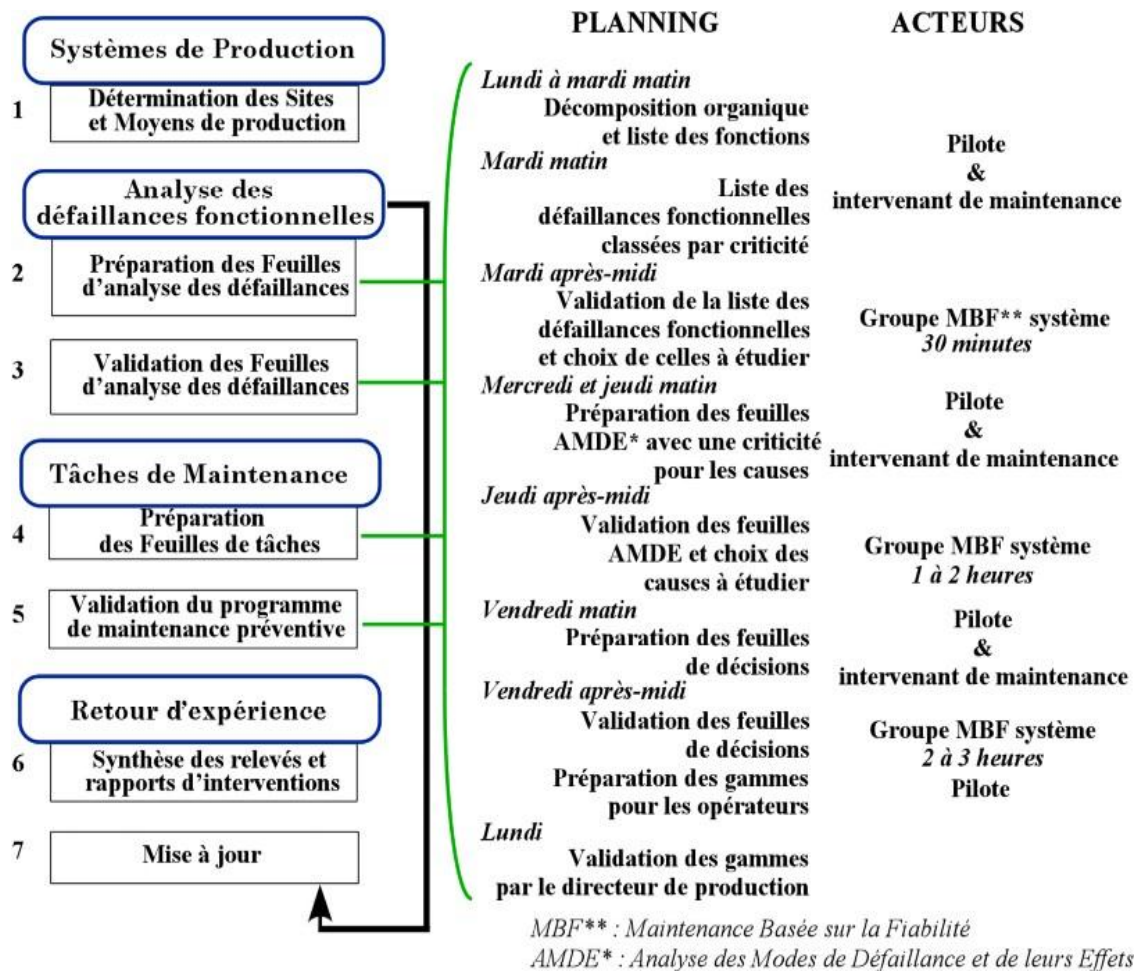 Systèmes de Production
1
Détermination des Sites
et Moyens de production
Analyse des
défaillances fonctionnelles
2
Préparation des Feuilles
d’analyse des défaillances
3
Validation des Feuilles
d’analyse des défaillances
Tâches de Maintenance
4
Préparation
des Feuilles de tâches
5
Validation du programme
de maintenance préventive
Retour d’expérience
6
Synthèse des relevés et
rapports d’interventions
7
Mise à jour
PLANNING
Lundi à mardi matin
Décomposition organique
et liste des fonctions
Mardi matin
Liste des
défaillances fonctionnelles
classées par criticité
Mardi après-midi
Validation de la liste des
défaillances fonctionnelles
et choix de celles à étudier
Mercredi et jeudi matin
Préparation des feuilles
AMDE* avec une criticité
pour les causes
Jeudi après-midi
Validation des feuilles
AMDE et choix des
causes à étudier
Vendredi matin
Préparation des feuilles
de décisions
Vendredi après-midi
Validation des feuilles
de décisions
Préparation des gammes
pour les opérateurs
Lundi
Validation des gammes
par le directeur de production
ACTEURS
Pilote
&
intervenant de maintenance
Groupe MBF** système
30 minutes
Pilote
&
intervenant de maintenance
Groupe MBF système
1 à 2 heures
Pilote
&
intervenant de maintenance
Groupe MBF système
2 à 3 heures
Pilote
MBF** : Maintenance Basée sur la Fiabilité
AMDE* : Analyse des Modes de Défaillance et de leurs Effets